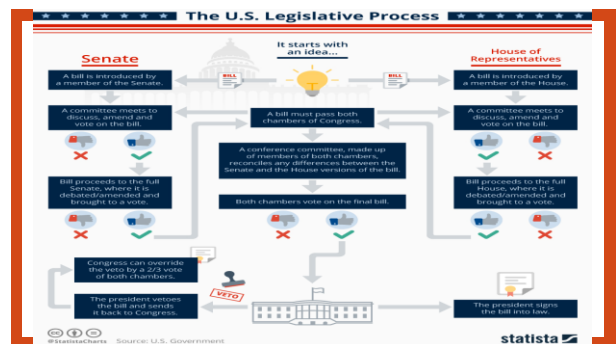 The U.S. Legislative Process
Senate
It starts with
an idea...
House of
Representatives
BILL
BILL
A bill is introduced by
a member of the Senate.
A bill is introduced by
a member of the House.
A committee meets to
discuss, amend and
vote on the bill.
A bill must pass both
chambers of Congress.
A committee meets to
discuss, amend and
vote on the bill.
A conference committee, made up
of members of both chambers,
reconciles any differences between the
Senate and the House versions of the bill.
Bill proceeds to the full
Senate, where it is
debated/amended and
brought to a vote.
Both chambers vote on the final bill.
Bill proceeds to the full
House, where it is
debated/amended and
brought to a vote.
Congress can override
the veto by a 2/3 vote
of both chambers.
The president vetoes
the bill and sends
it back to Congress.
VETO
The president signs
the bill into law.
@StatistaCharts Source: U.S. Government
statista